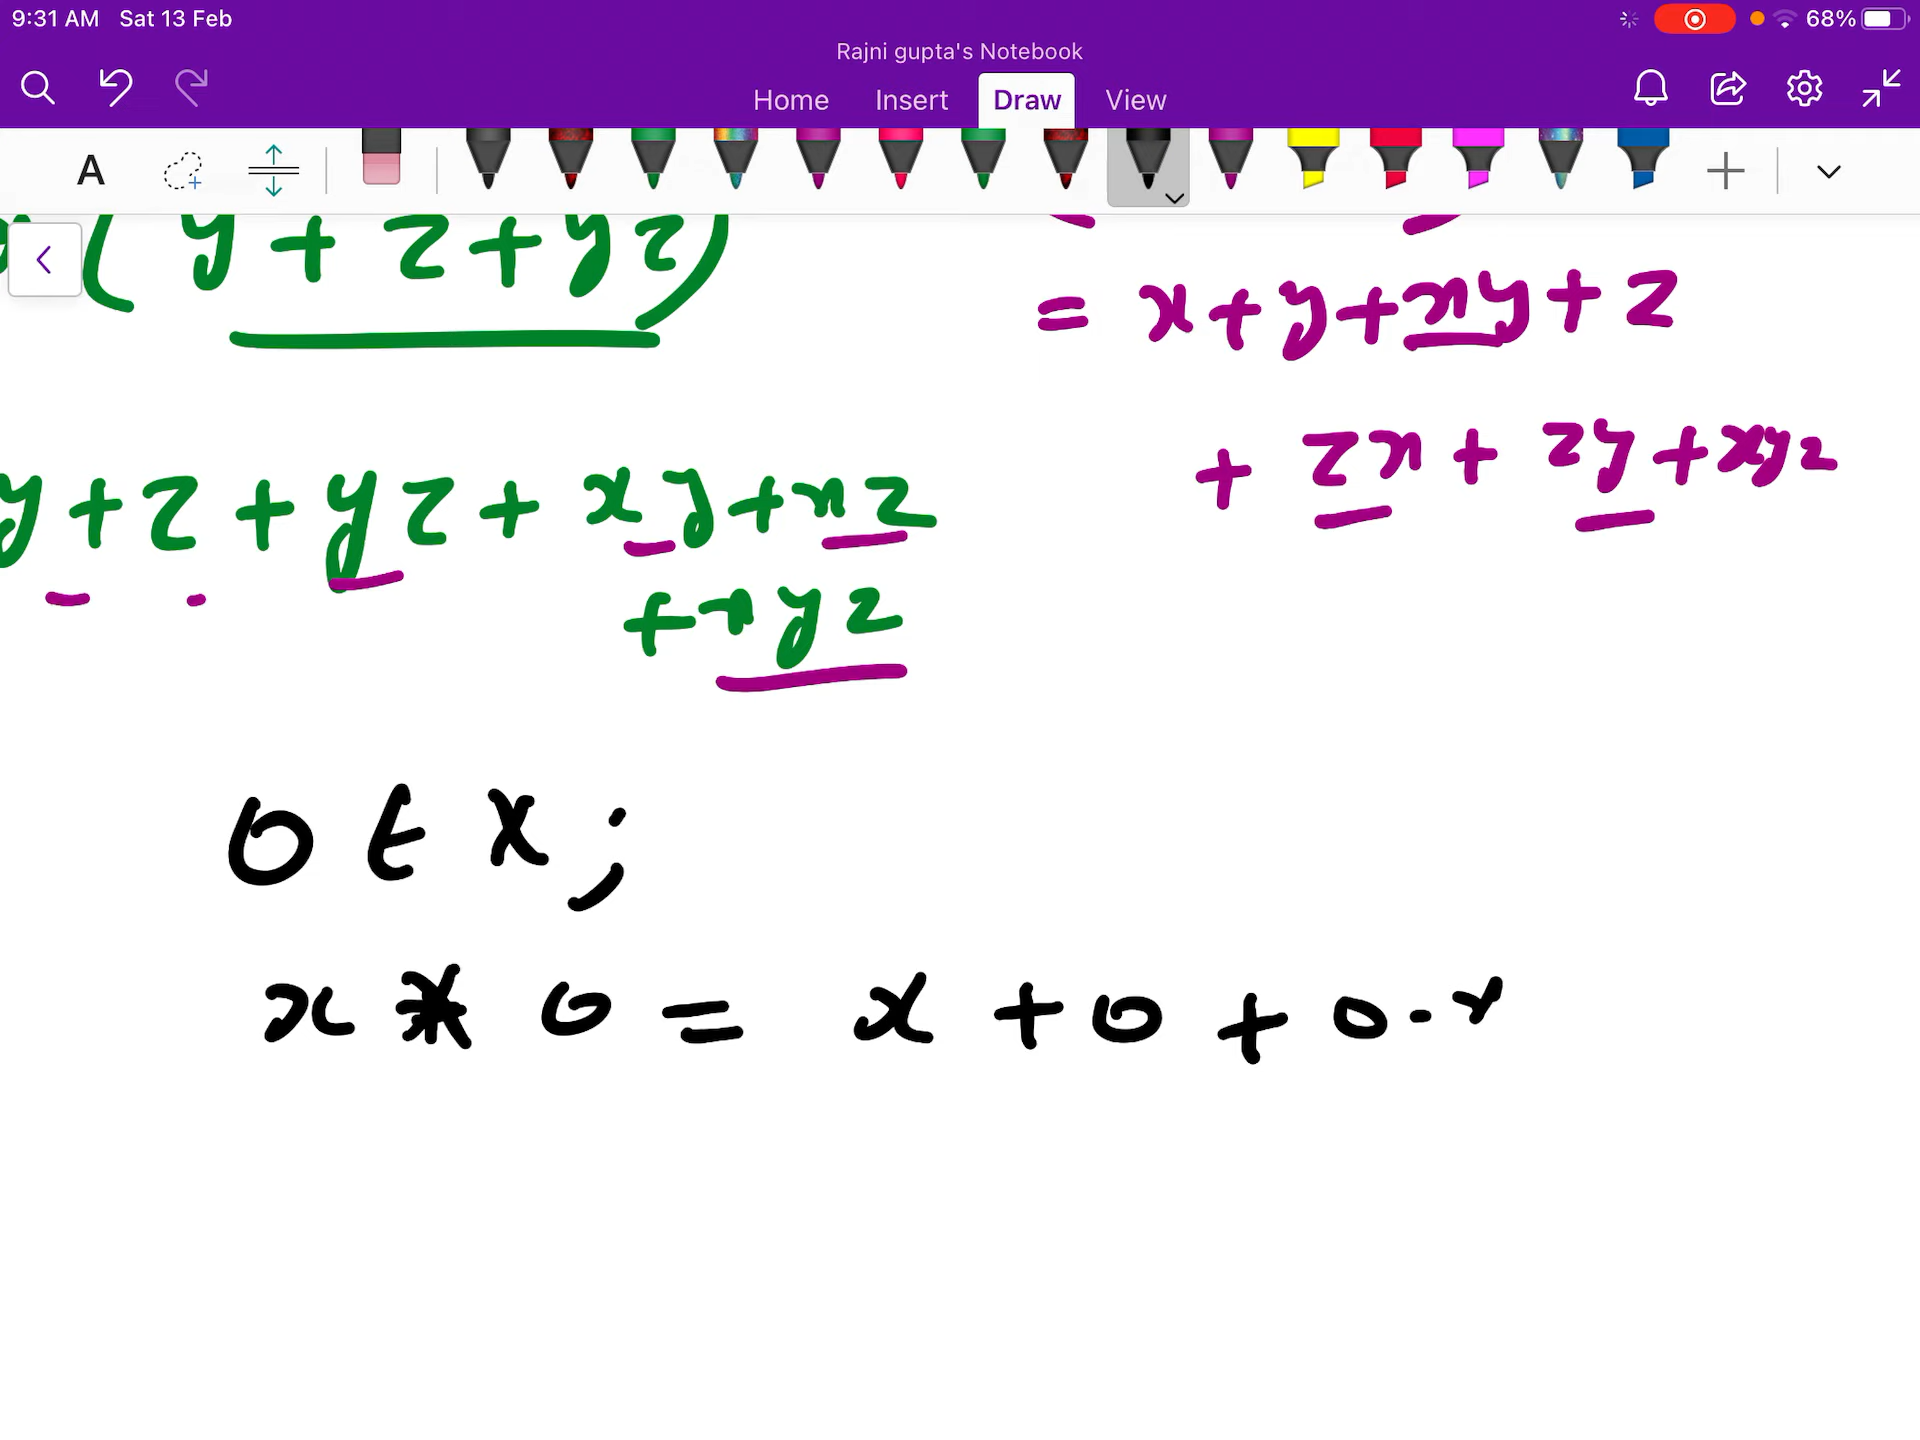 9:31 AM Sat 13 Feb
68%
Rajni gupta's Notebook
Home Insert Draw View
A
( y + z + yz )
= x + y + xy + z
+ zx + zy + xyz
y + z + yz + xy + xz
+ xyz
0 ∈ X ;
x * 0 = x + 0 + 0 . x